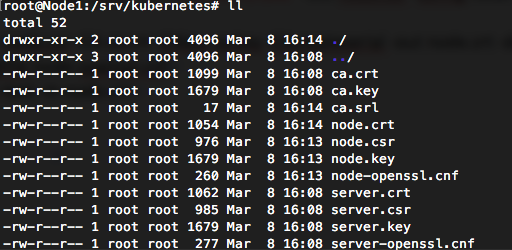 [root@Node1:/srv/kubernetes# ll
total 52
drwxr-xr-x 2 root root 4096 Mar  8 16:14 ./
drwxr-xr-x 3 root root 4096 Mar  8 16:08 ../
-rw-r--r-- 1 root root 1099 Mar  8 16:08 ca.crt
-rw-r--r-- 1 root root 1679 Mar  8 16:08 ca.key
-rw-r--r-- 1 root root   17 Mar  8 16:14 ca.srl
-rw-r--r-- 1 root root 1054 Mar  8 16:14 node.crt
-rw-r--r-- 1 root root  976 Mar  8 16:13 node.csr
-rw-r--r-- 1 root root 1679 Mar  8 16:13 node.key
-rw-r--r-- 1 root root  260 Mar  8 16:13 node-openssl.cnf
-rw-r--r-- 1 root root 1062 Mar  8 16:08 server.crt
-rw-r--r-- 1 root root  985 Mar  8 16:08 server.csr
-rw-r--r-- 1 root root 1679 Mar  8 16:08 server.key
-rw-r--r-- 1 root root  277 Mar  8 16:08 server-openssl.cnf